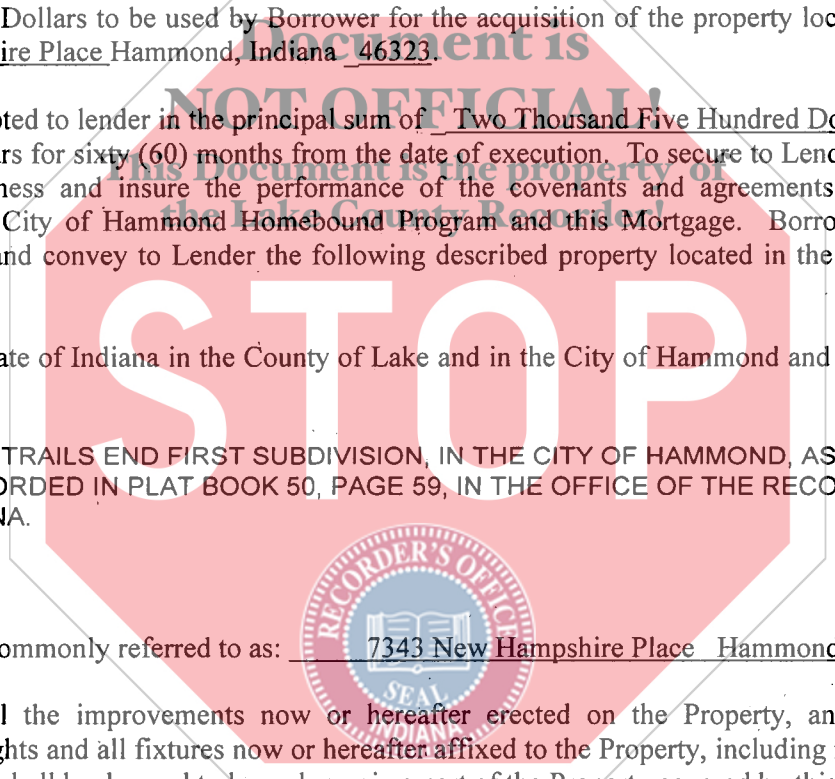 Dollars to be used by Borrower for the acquisition of the property loc
ire Place Hammond, Indiana 46323.
Document is
NOT OFFICIAL!
This Document is the property of
the Lake County Recorder!
ted to lender in the principal sum of Two Thousand Five Hundred Do
rs for sixty (60) months from the date of execution. To secure to Lend
ness and insure the performance of the covenants and agreements
City of Hammond Homebound Program and this Mortgage. Borro
nd convey to Lender the following described property located in the
STOP
ate of Indiana in the County of Lake and in the City of Hammond and
TRAILS END FIRST SUBDIVISION, IN THE CITY OF HAMMOND, AS
ORDED IN PLAT BOOK 50, PAGE 59, IN THE OFFICE OF THE RECO
NA.
RECORDER'S OFFICE
SEAL
INDIANA
ommonly referred to as: 7343 New Hampshire Place Hammond
l the improvements now or hereafter erected on the Property, an
ghts and all fixtures now or hereafter affixed to the Property, including